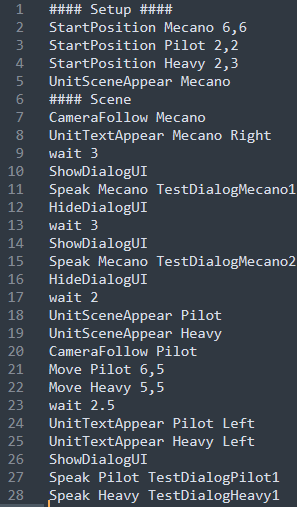 1 #### Setup ####
2 StartPosition Mecano 6,6
3 StartPosition Pilot 2,2
4 StartPosition Heavy 2,3
5 UnitSceneAppear Mecano
6 #### Scene
7 CameraFollow Mecano
8 UnitTextAppear Mecano Right
9 wait 3
10 ShowDialogUI
11 Speak Mecano TestDialogMecano1
12 HideDialogUI
13 wait 3
14 ShowDialogUI
15 Speak Mecano TestDialogMecano2
16 HideDialogUI
17 wait 2
18 UnitSceneAppear Pilot
19 UnitSceneAppear Heavy
20 CameraFollow Pilot
21 Move Pilot 6,5
22 Move Heavy 5,5
23 wait 2.5
24 UnitTextAppear Pilot Left
25 UnitTextAppear Heavy Left
26 ShowDialogUI
27 Speak Pilot TestDialogPilot1
28 Speak Heavy TestDialogHeavy1